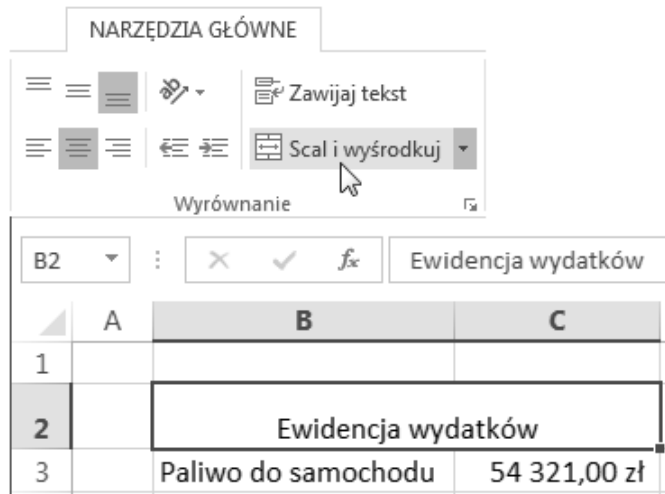 NARZĘDZIA GŁÓWNE
Zawijaj tekst
Scal i wyśrodkuj
Wyrównanie
B2 fx Ewidencja wydatków
A B C
1
2 Ewidencja wydatków
3 Paliwo do samochodu 54 321,00 zł